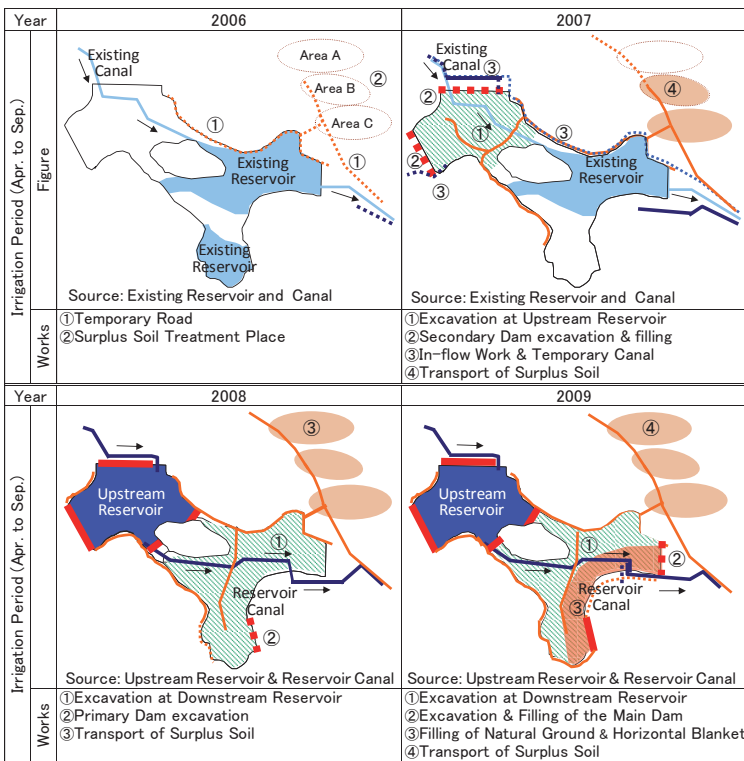 Year 2006 2007
Irrigation Period (Apr. to Sep.)
Figure
Existing
Canal
Area A
②
Area B
Area C
①
①
Existing
Reservoir
Existing
Reservoir
Source: Existing Reservoir and Canal
Existing
Canal
③
②
④
①
③
②
③
Existing
Reservoir
Source: Existing Reservoir and Canal
Works
①Temporary Road
②Surplus Soil Treatment Place
①Excavation at Upstream Reservoir
②Secondary Dam excavation & filling
③In-flow Work & Temporary Canal
④Transport of Surplus Soil
Year 2008 2009
Irrigation Period (Apr. to Sep.)
③
Upstream
Reservoir
①
Reservoir
Canal
②
Source: Upstream Reservoir & Reservoir Canal
④
Upstream
Reservoir
①
②
Reservoir
Canal
③
Source: Upstream Reservoir & Reservoir Canal
Works
①Excavation at Downstream Reservoir
②Primary Dam excavation
③Transport of Surplus Soil
①Excavation at Downstream Reservoir
②Excavation & Filling of the Main Dam
③Filling of Natural Ground & Horizontal Blanket
④Transport of Surplus Soil